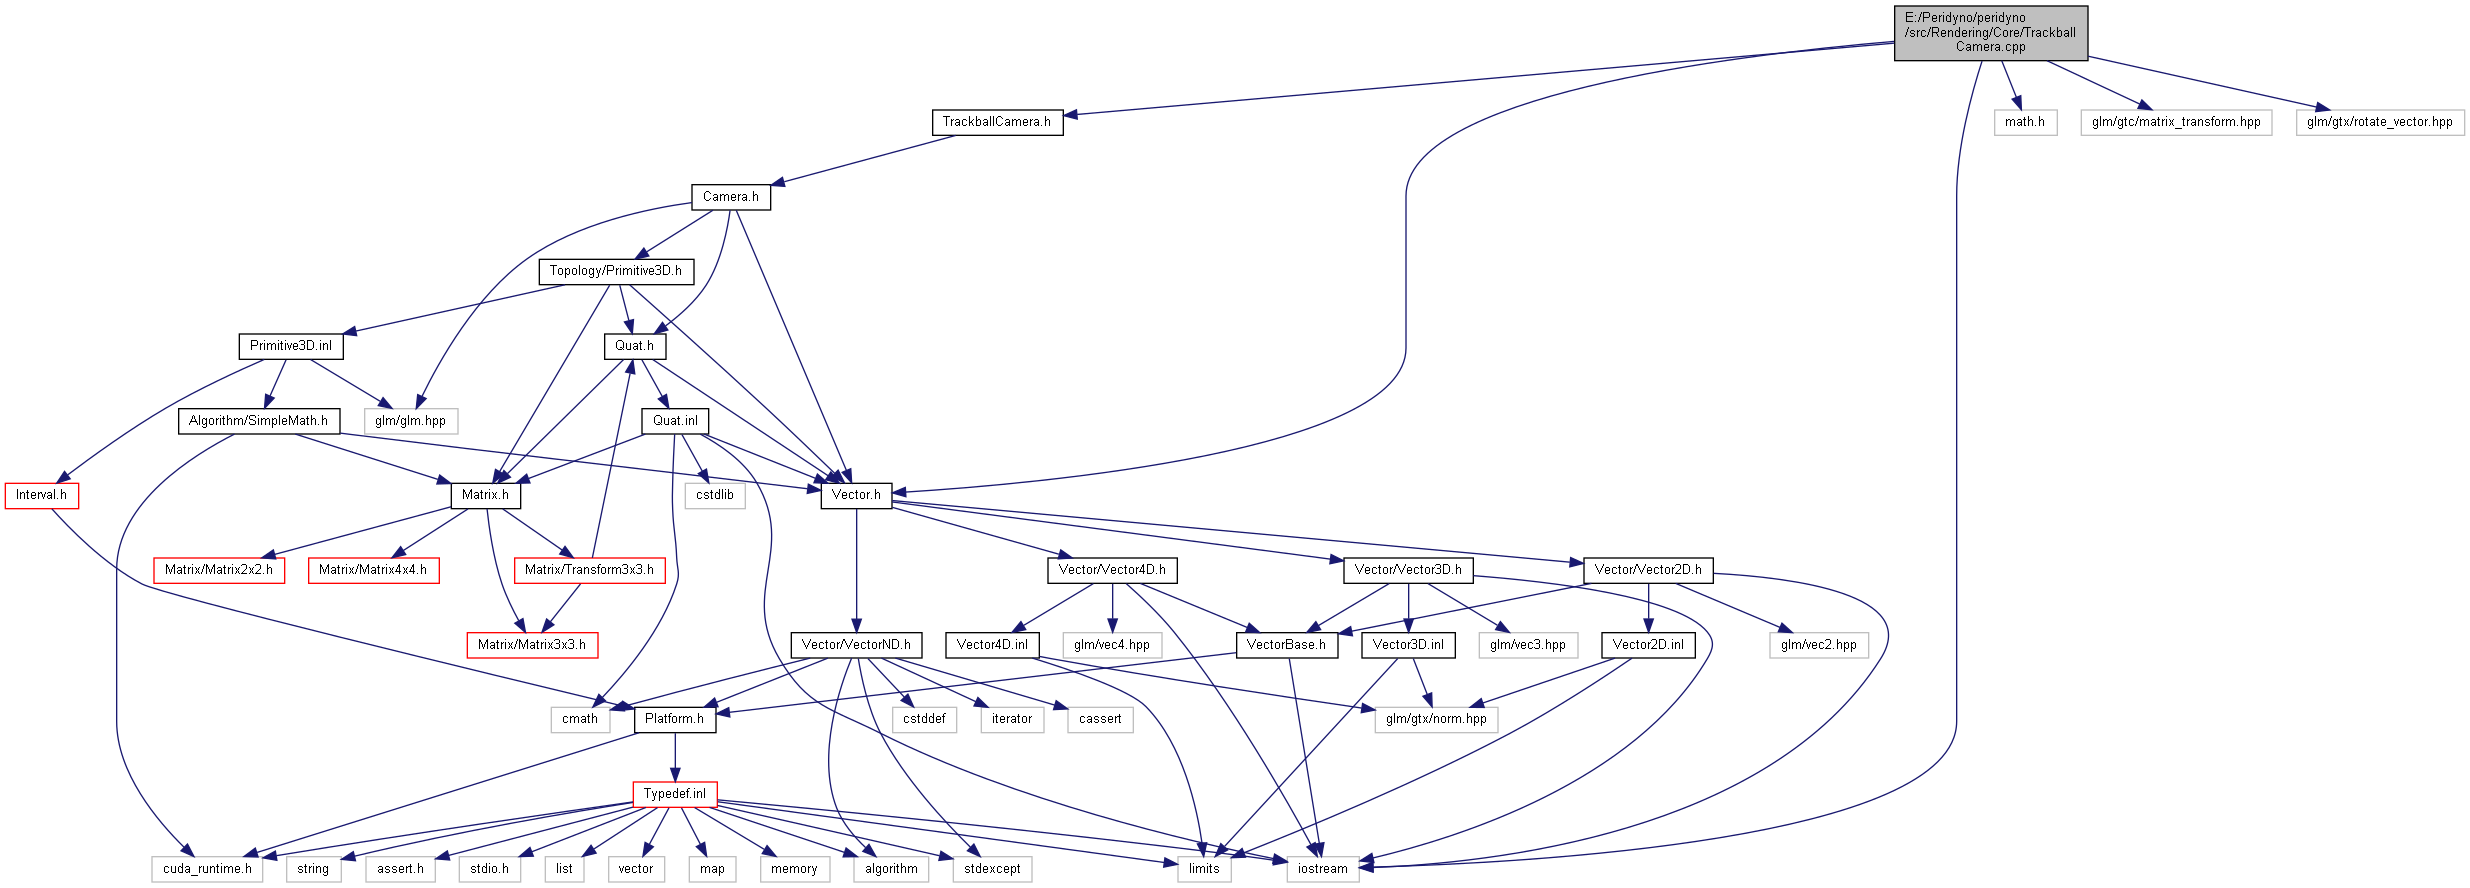 E:/Peridyno/peridyno
/src/Rendering/Core/Trackball
Camera.cpp
TrackballCamera.h
math.h
glm/gtc/matrix_transform.hpp
glm/gtx/rotate_vector.hpp
Camera.h
Topology/Primitive3D.h
Primitive3D.inl
Quat.h
Algorithm/SimpleMath.h
glm/glm.hpp
Quat.inl
Interval.h
Matrix.h
cstdlib
Vector.h
Matrix/Matrix2x2.h
Matrix/Matrix4x4.h
Matrix/Transform3x3.h
Vector/Vector4D.h
Vector/Vector3D.h
Vector/Vector2D.h
Matrix/Matrix3x3.h
Vector/VectorND.h
Vector4D.inl
glm/vec4.hpp
VectorBase.h
Vector3D.inl
glm/vec3.hpp
Vector2D.inl
glm/vec2.hpp
cmath
Platform.h
cstddef
iterator
cassert
glm/gtx/norm.hpp
Typedef.inl
cuda_runtime.h
string
assert.h
stdio.h
list
vector
map
memory
algorithm
stdexcept
limits
iostream